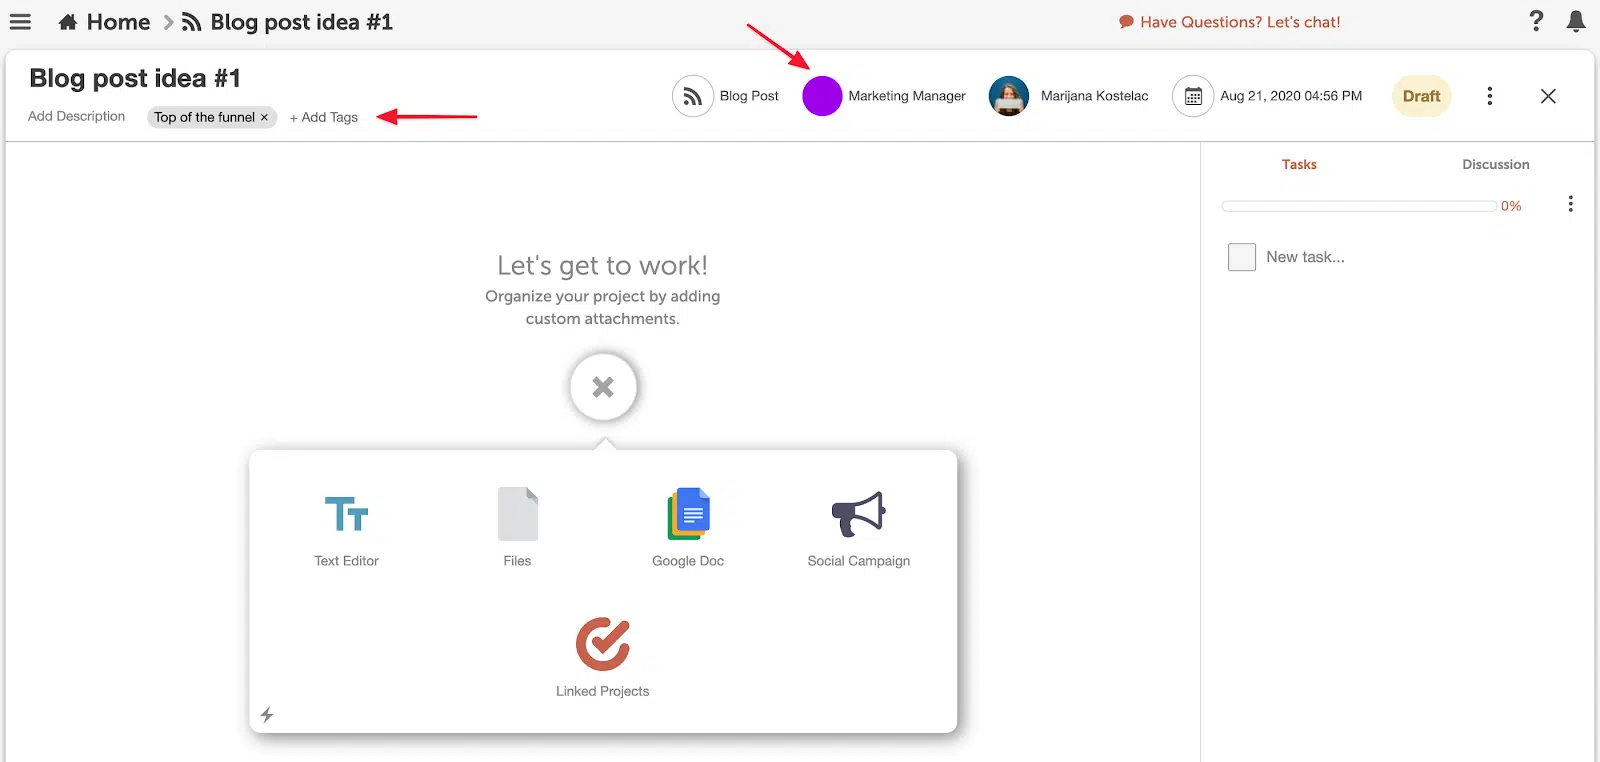 Home
Blog post idea #1
Have Questions? Let's chat!
?
Blog post idea #1
Add Description
Top of the funnel ×
+ Add Tags
Blog Post
Marketing Manager
Marijana Kostelac
Aug 21, 2020 04:56 PM
Draft
Let's get to work!
Organize your project by adding
custom attachments.
Text Editor
Files
Google Doc
Social Campaign
Linked Projects
Tasks
Discussion
0%
New task...